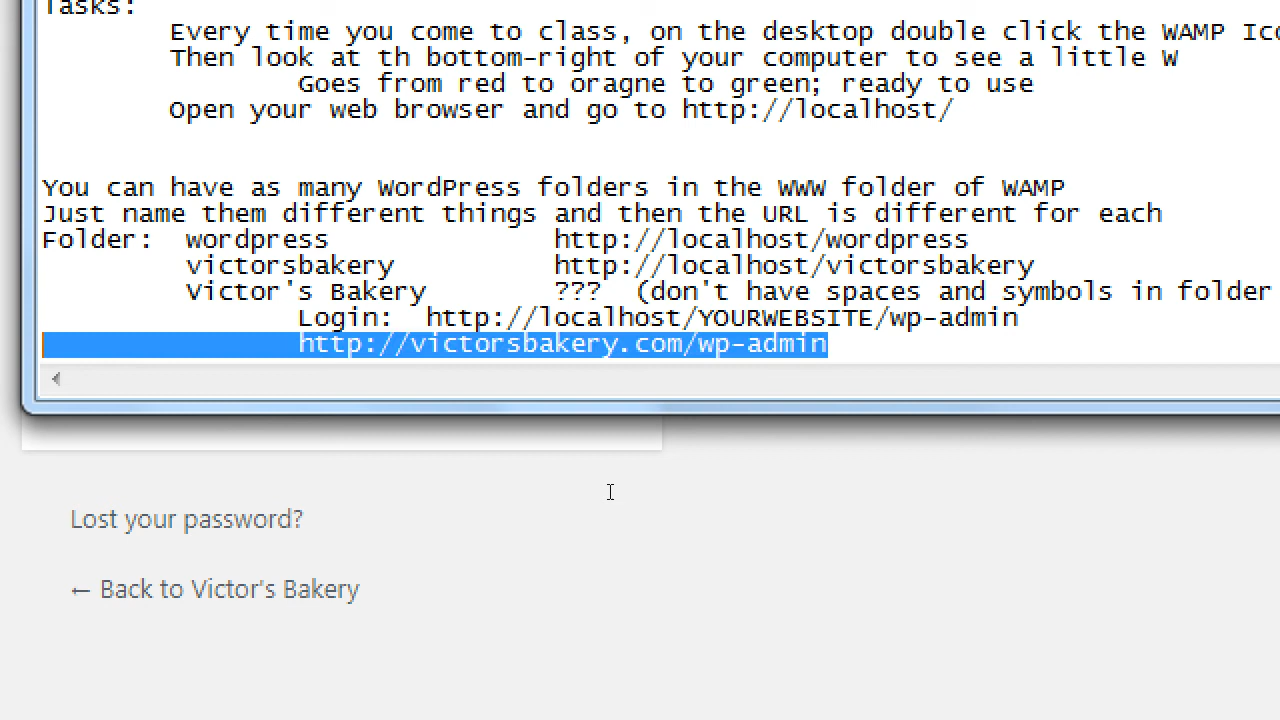 Tasks:
Every time you come to class, on the desktop double click the WAMP Ico
Then look at th bottom-right of your computer to see a little W
Goes from red to oragne to green; ready to use
Open your web browser and go to http://localhost/
You can have as many WordPress folders in the WWW folder of WAMP
Just name them different things and then the URL is different for each
Folder: wordpress http://localhost/wordpress
victorsbakery http://localhost/victorsbakery
Victor's Bakery ??? (don't have spaces and symbols in folder
Login: http://localhost/YOURWEBSITE/wp-admin
http://victorsbakery.com/wp-admin
Lost your password?
← Back to Victor's Bakery